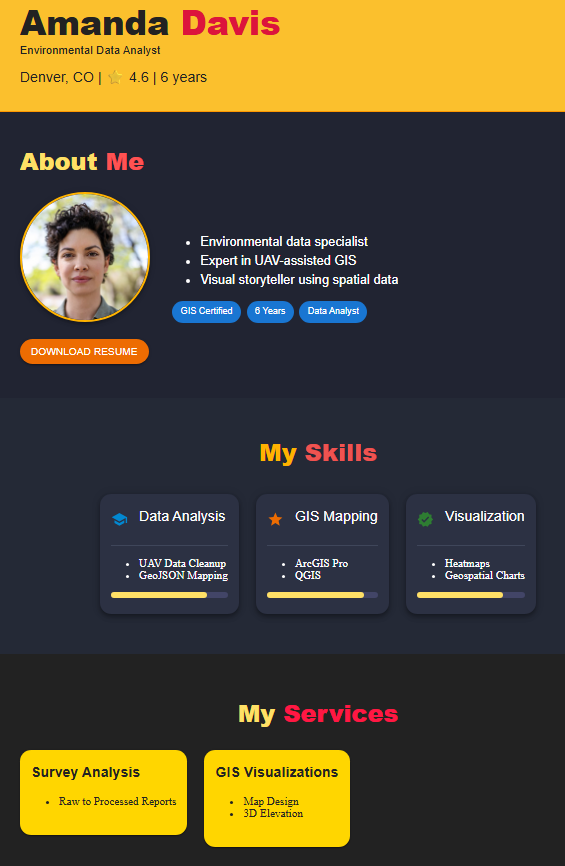 Amanda Davis
Environmental Data Analyst
Denver, CO | ⭐ 4.6 | 6 years
About Me
Environmental data specialist
Expert in UAV-assisted GIS
Visual storyteller using spatial data
GIS Certified 6 Years Data Analyst
DOWNLOAD RESUME
My Skills
Data Analysis
UAV Data Cleanup
GeoJSON Mapping
GIS Mapping
ArcGIS Pro
QGIS
Visualization
Heatmaps
Geospatial Charts
My Services
Survey Analysis
Raw to Processed Reports
GIS Visualizations
Map Design
3D Elevation